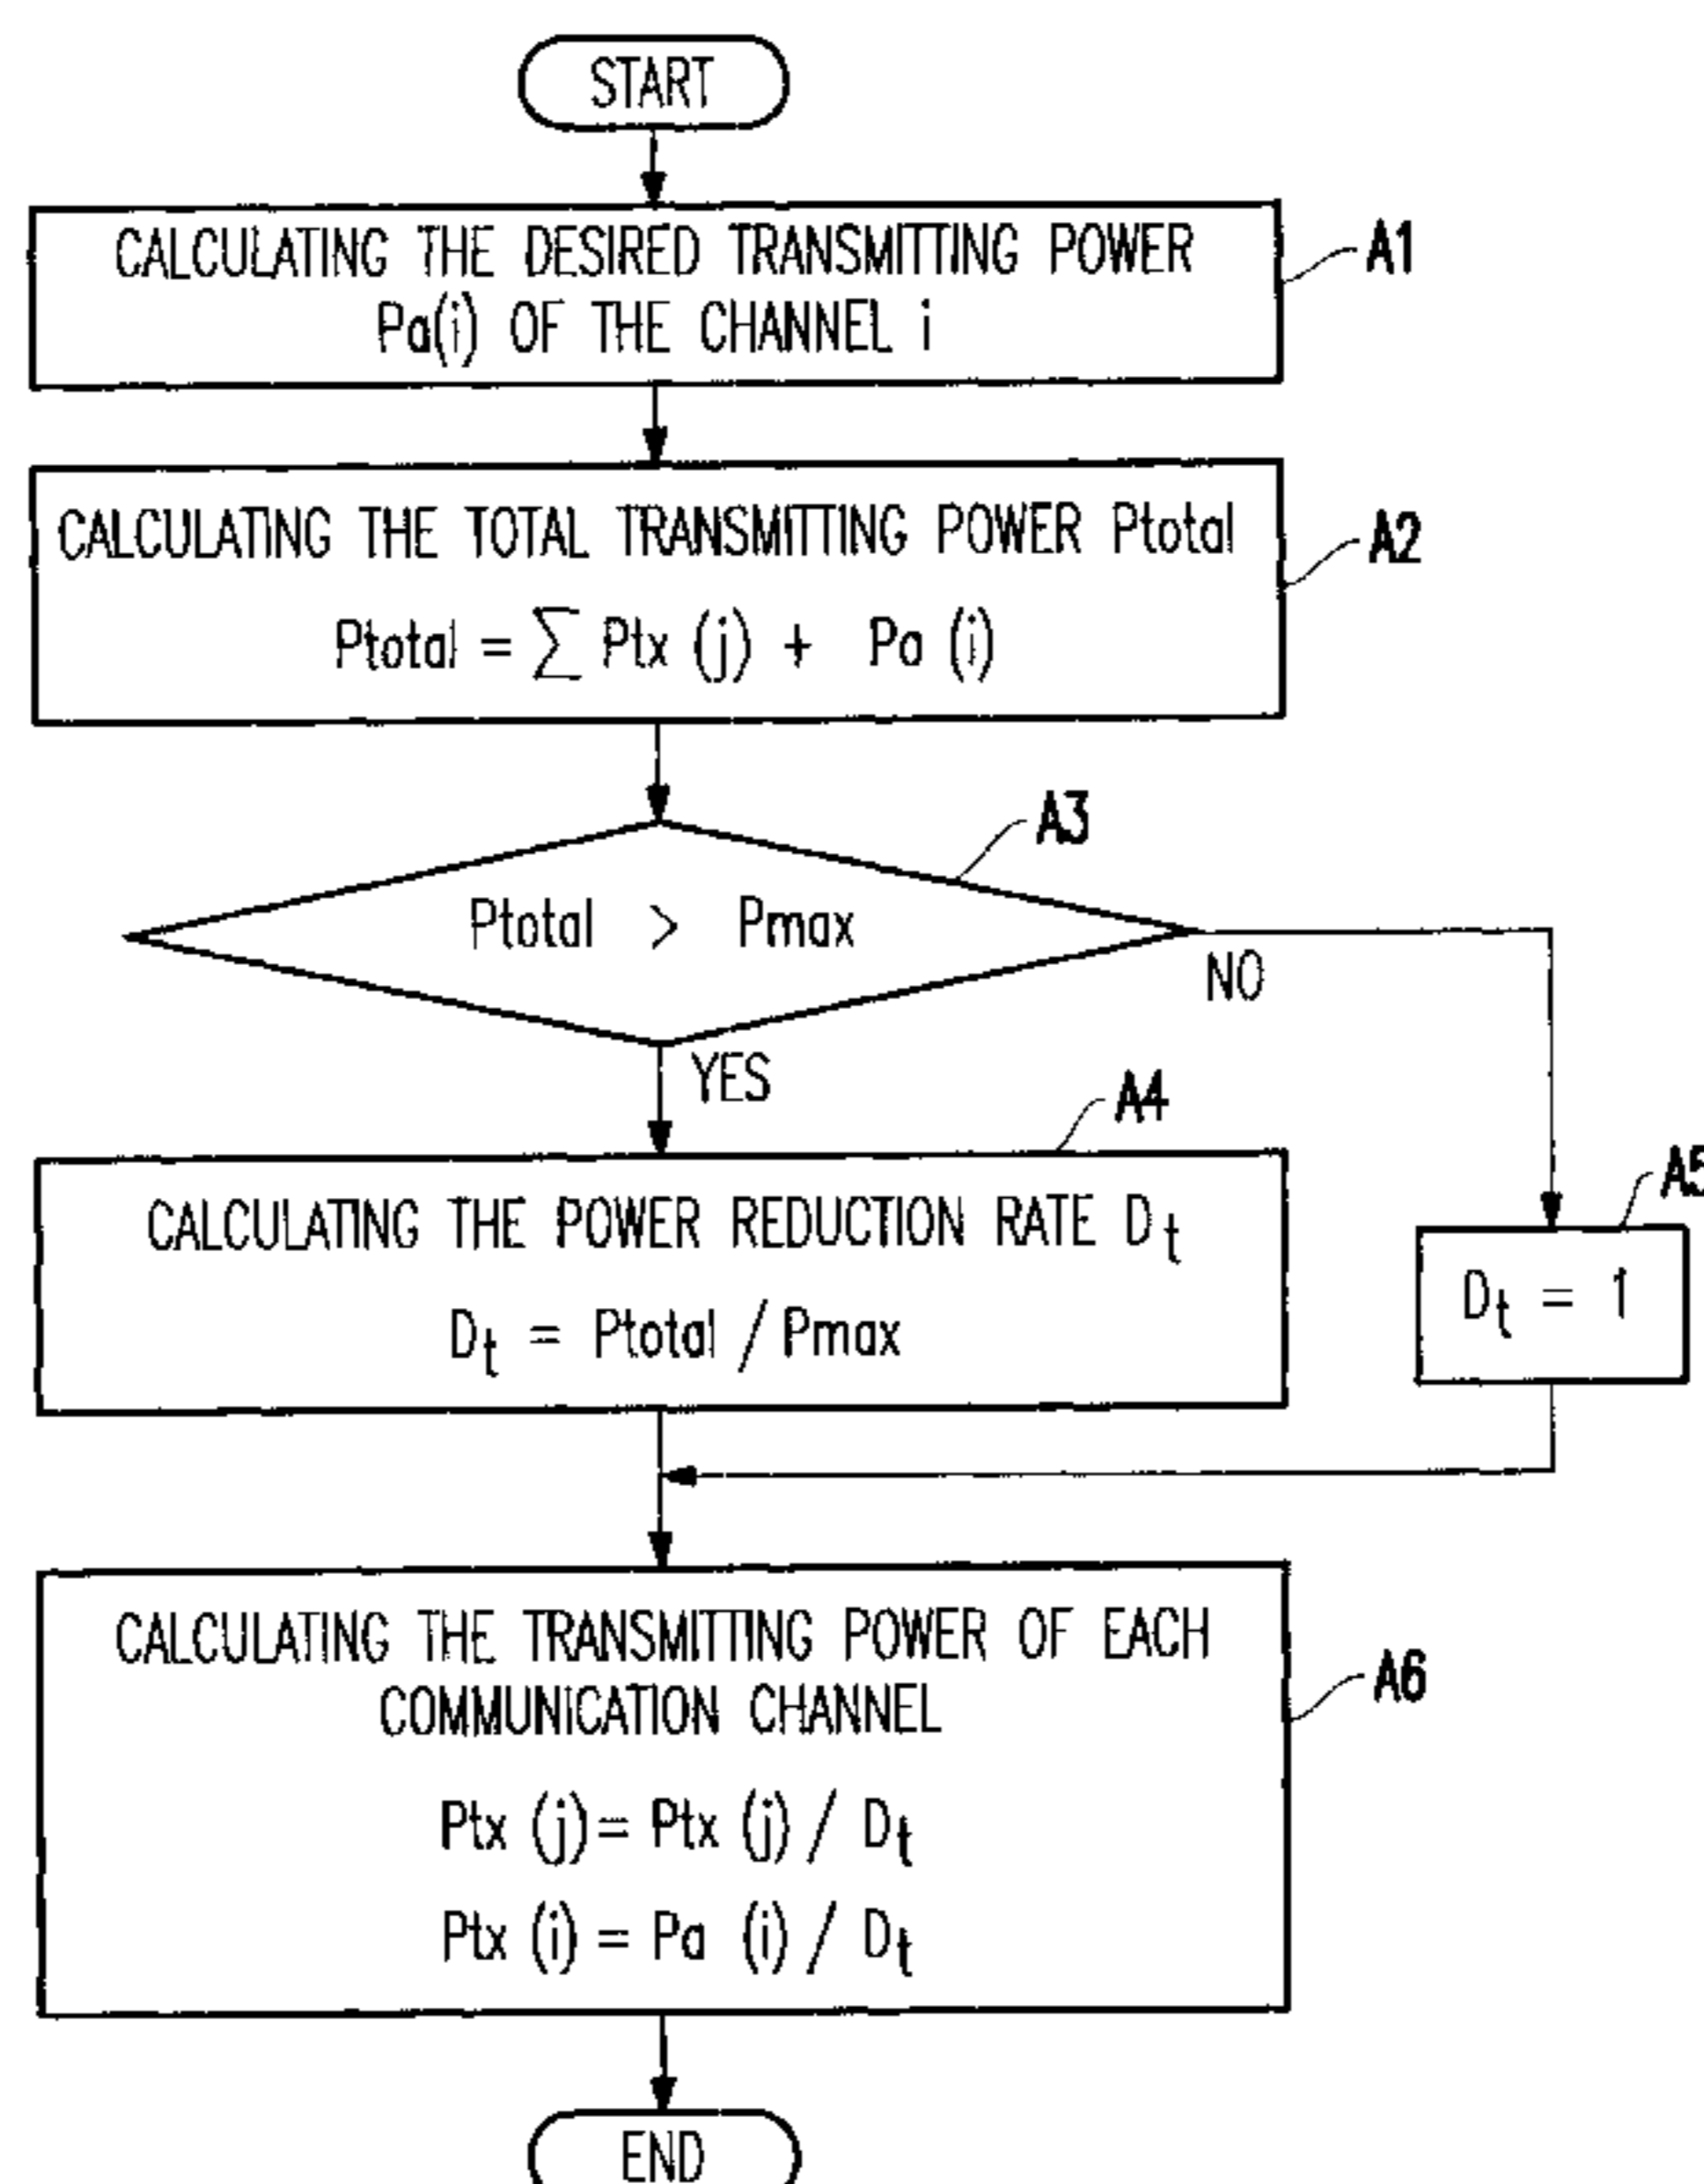 START
CALCULATING THE DESIRED TRANSMITTING POWER
Pa(i) OF THE CHANNEL i
A1
CALCULATING THE TOTAL TRANSMITTING POWER Ptotal
Ptotal = ∑ Ptx (j) + Pa (i)
A2
A3
Ptotal > Pmax
NO
YES
A4
CALCULATING THE POWER REDUCTION RATE Dt
Dt = Ptotal / Pmax
A5
Dt = 1
CALCULATING THE TRANSMITTING POWER OF EACH
COMMUNICATION CHANNEL
Ptx (j) = Ptx (j) / Dt
Ptx (i) = Pa (i) / Dt
A6
END